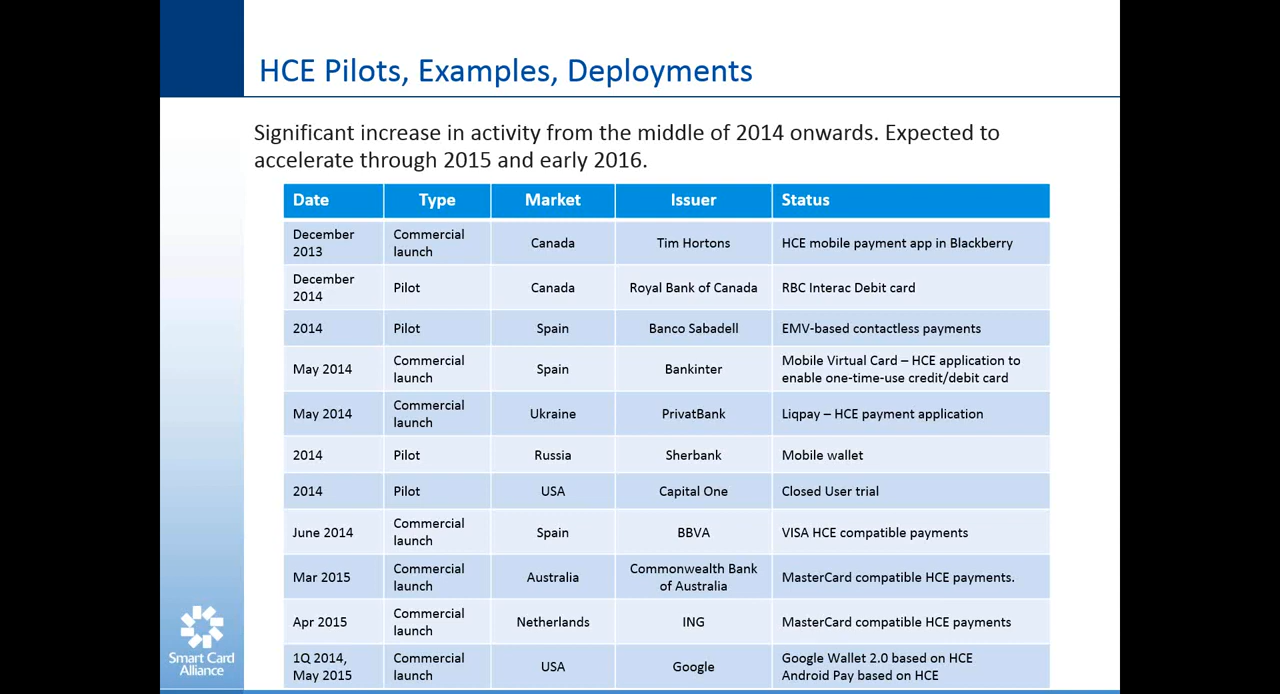 HCE Pilots, Examples, Deployments
Significant increase in activity from the middle of 2014 onwards. Expected to
accelerate through 2015 and early 2016.
Date Type Market Issuer Status
December
2013
Commercial
launch
Canada
Tim Hortons
HCE mobile payment app in Blackberry
December
2014
Pilot
Canada
Royal Bank of Canada
RBC Interac Debit card
2014
Pilot
Spain
Banco Sabadell
EMV-based contactless payments
May 2014
Commercial
launch
Spain
Bankinter
Mobile Virtual Card – HCE application to
enable one-time-use credit/debit card
May 2014
Commercial
launch
Ukraine
PrivatBank
Liqpay – HCE payment application
2014
Pilot
Russia
Sherbank
Mobile wallet
2014
Pilot
USA
Capital One
Closed User trial
June 2014
Commercial
launch
Spain
BBVA
VISA HCE compatible payments
Mar 2015
Commercial
launch
Australia
Commonwealth Bank
of Australia
MasterCard compatible HCE payments.
Apr 2015
Commercial
launch
Netherlands
ING
MasterCard compatible HCE payments
1Q 2014,
May 2015
Commercial
launch
USA
Google
Google Wallet 2.0 based on HCE
Android Pay based on HCE
Smart Card
Alliance